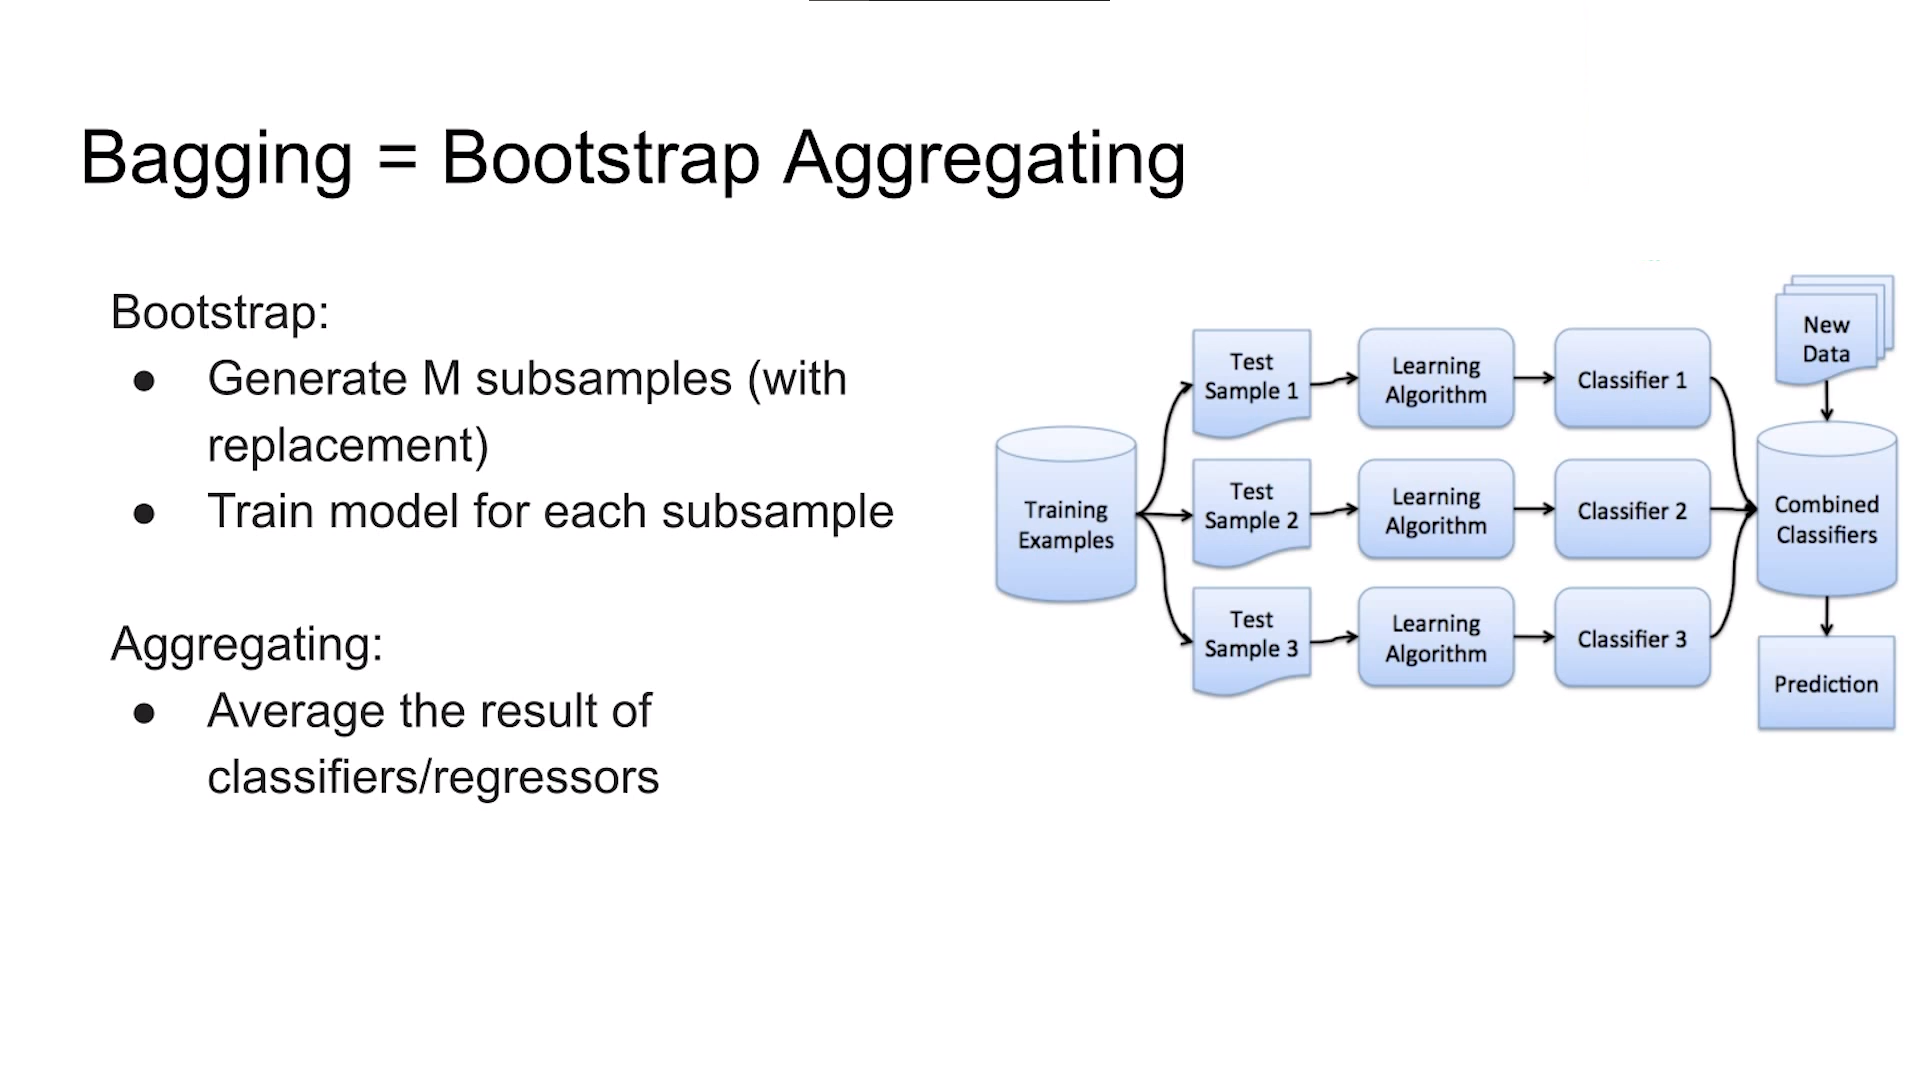 Bagging = Bootstrap Aggregating
Bootstrap:
● Generate M subsamples (with
replacement)
● Train model for each subsample
Aggregating:
● Average the result of
classifiers/regressors
Training
Examples
Test
Sample 1
Learning
Algorithm
Classifier 1
Test
Sample 2
Learning
Algorithm
Classifier 2
Test
Sample 3
Learning
Algorithm
Classifier 3
New
Data
Combined
Classifiers
Prediction